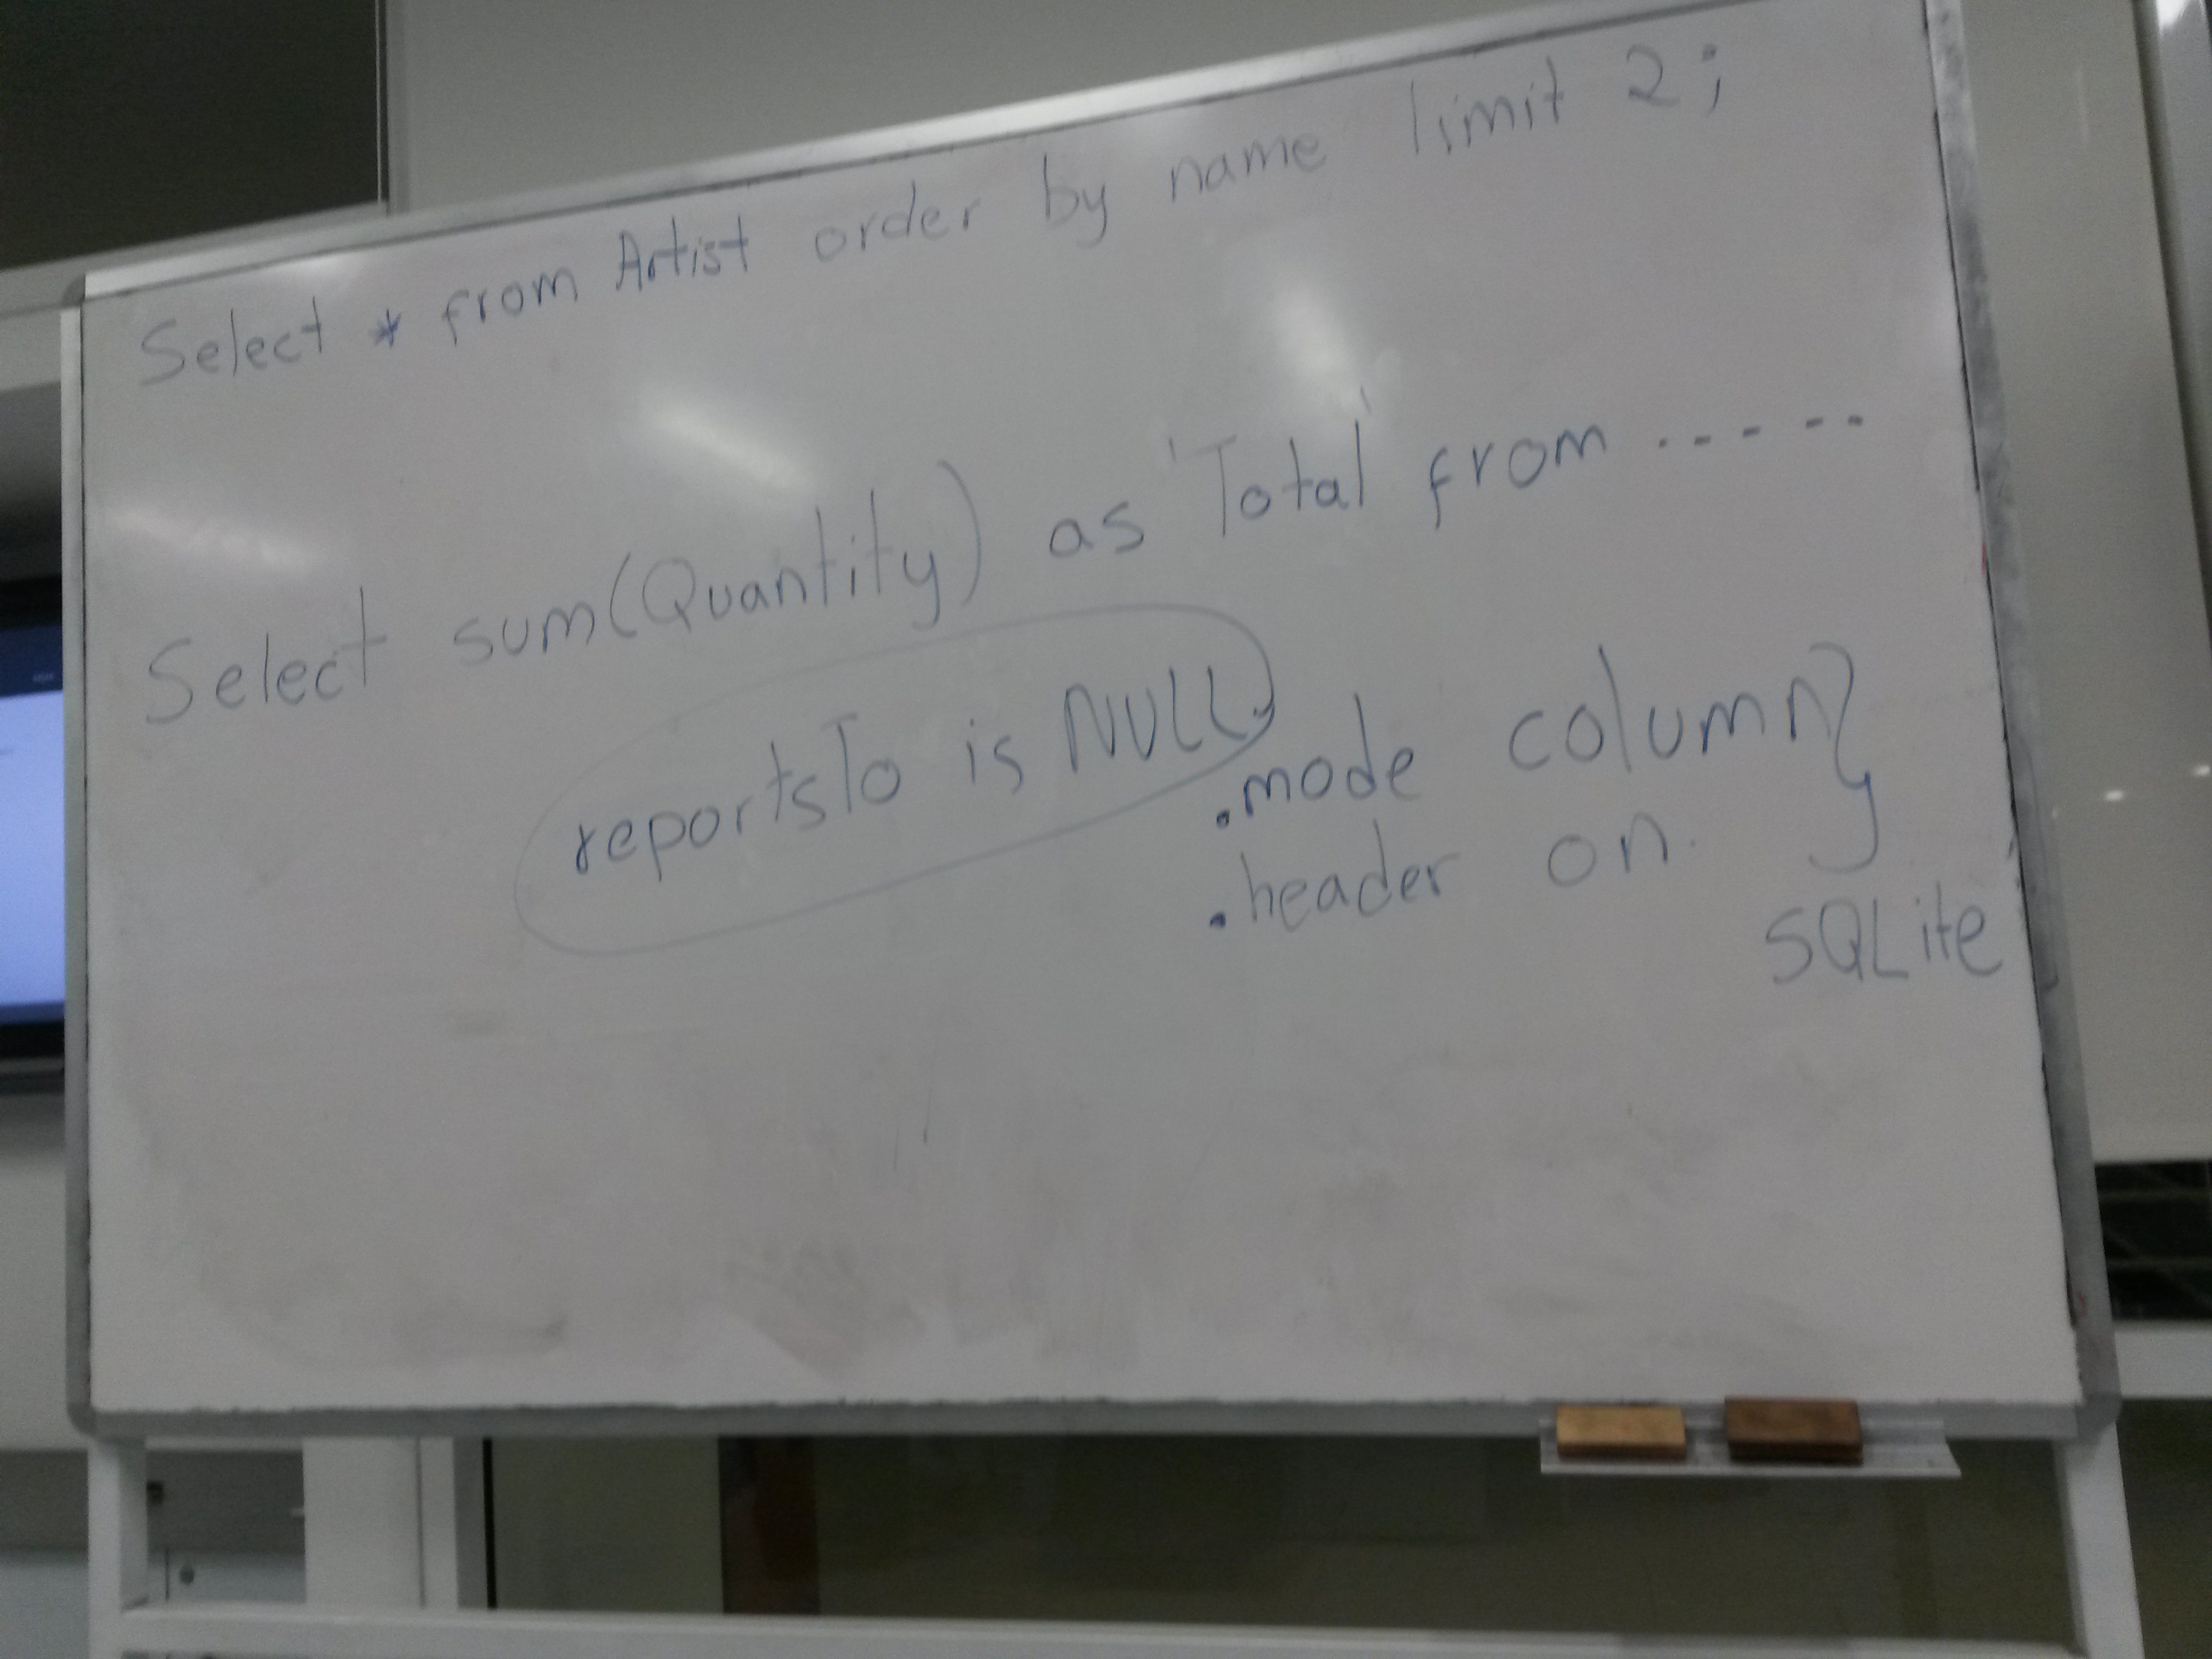 Select * from Artist order by name limit 2;
Select sum(Quantity) as 'Total' from - - - - -
reportsTo is NULL
.mode column }
.header on
SQLite